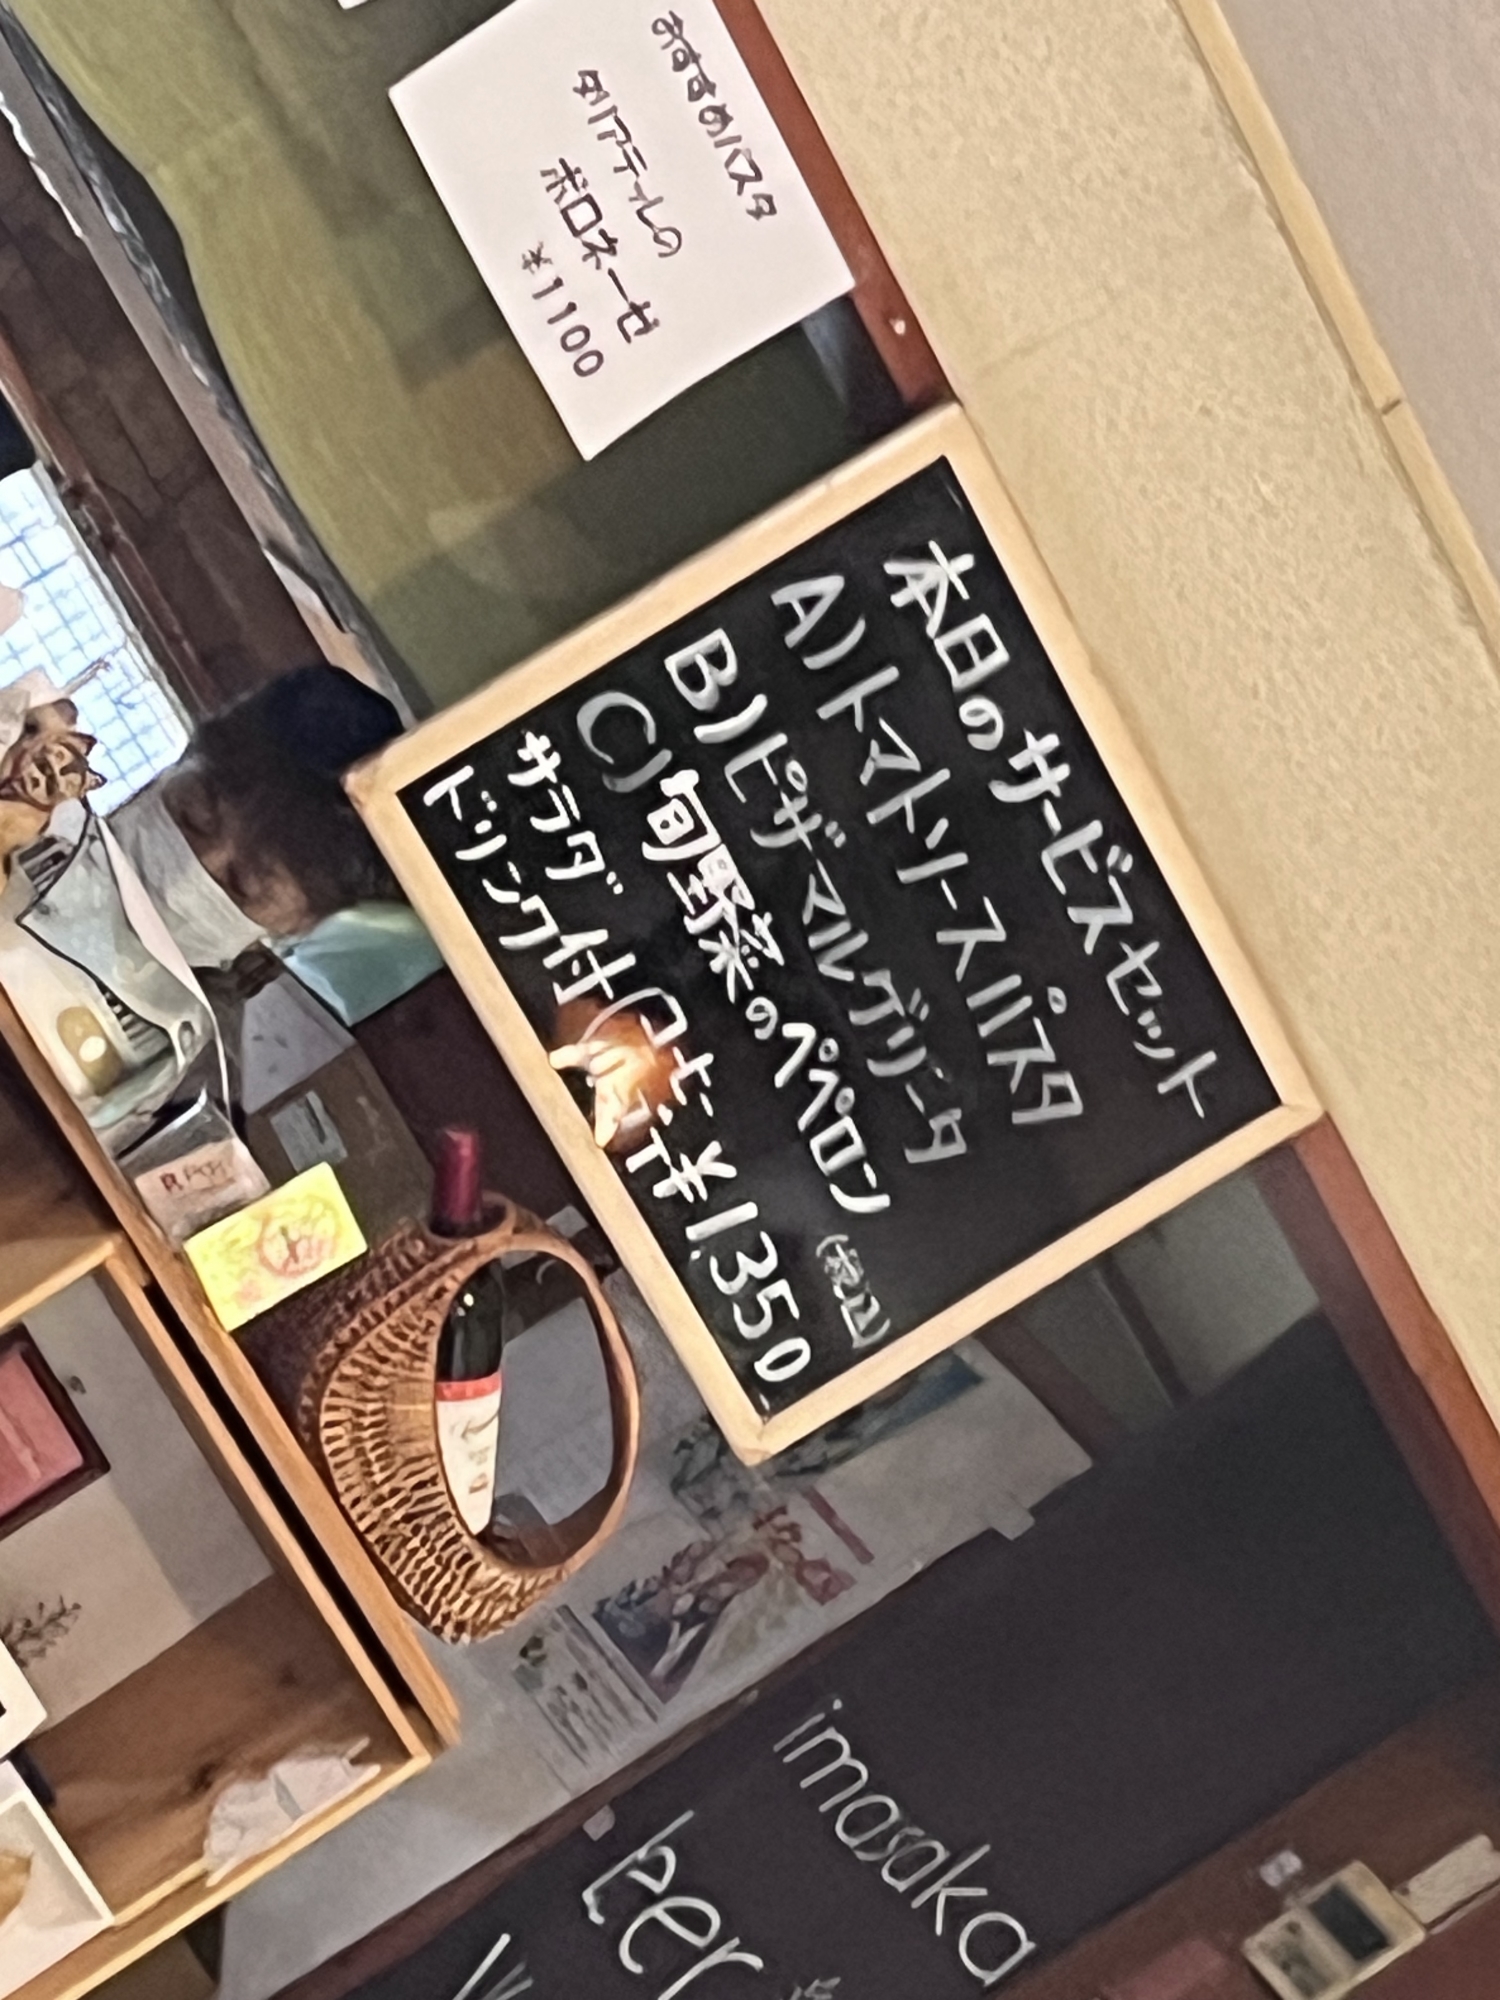 おすすめパスタ
タリアテッレの
ボロネーゼ
¥1100
本日のサービスセット
A)トマトソースパスタ
B)ピザマルゲリータ
C)旬野菜のペペロン
サラダ
ドリンク付
¥1,350
(税込)
imasaka